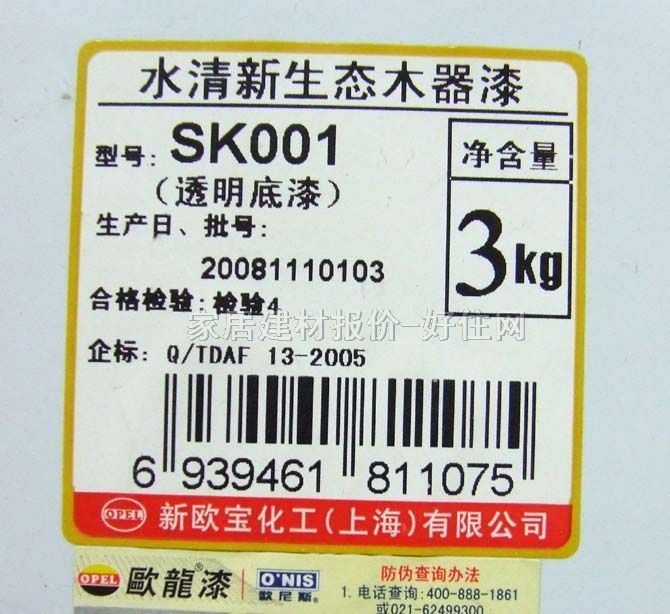 水清新生态木器漆
型号: SK001
(透明底漆)
净含量
3kg
生产日、批号:
20081110103
合格检验: 检验4
家居建材报价-好住网
企标: Q/TDAF 13-2005
6 939461 811075
OPEL 新欧宝化工(上海)有限公司
OPEL 歐龍漆® O'NIS 歐尼斯®
防伪查询办法
1. 电话查询: 400-888-1861
或021-62499300